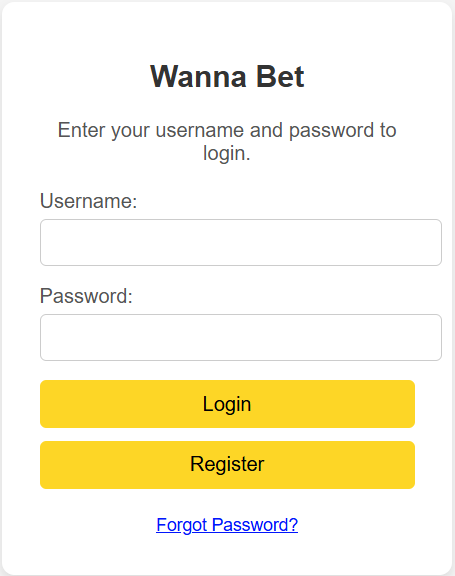 Wanna Bet
Enter your username and password to
login.
Username:
Password:
Login
Register
Forgot Password?